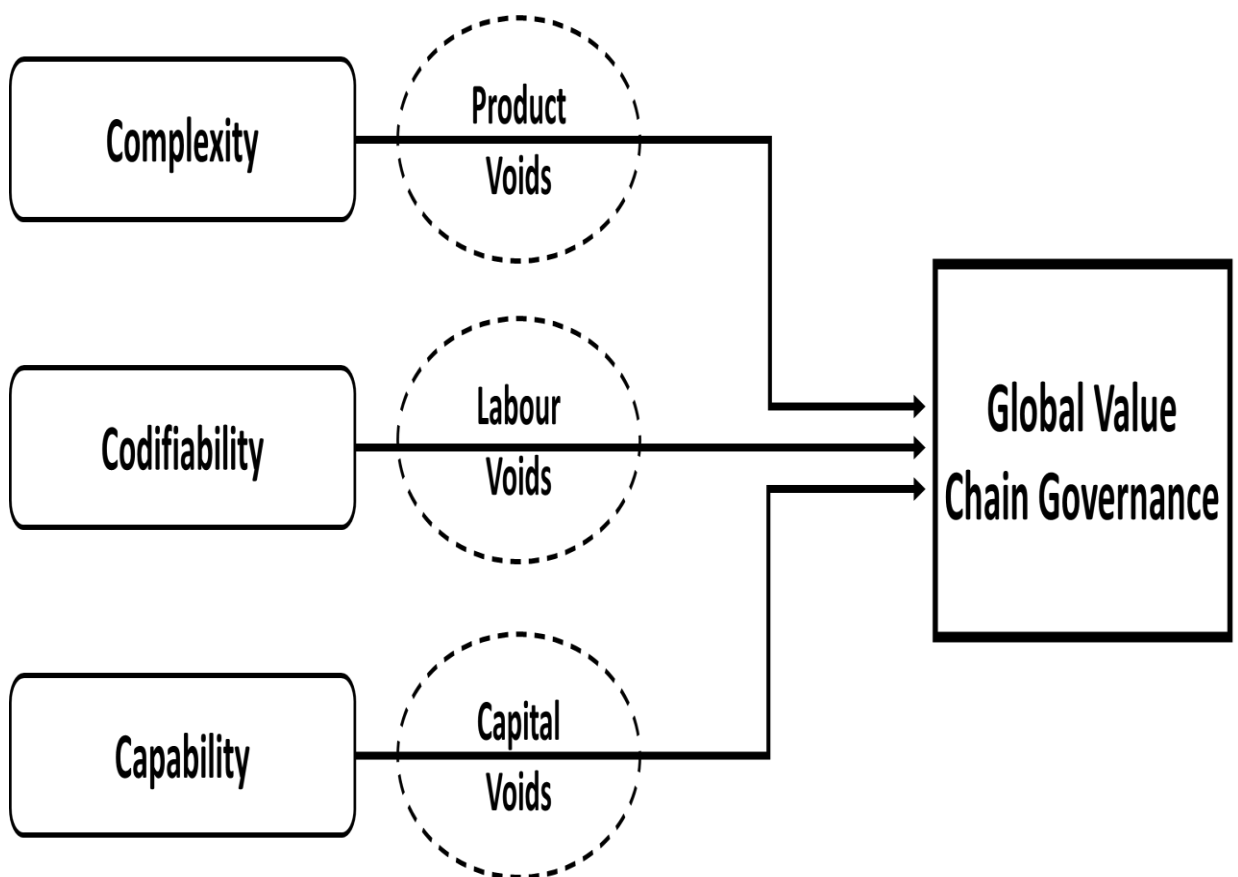 Complexity
Product
Voids
Codifiability
Labour
Voids
Capability
Capital
Voids
Global Value
Chain Governance